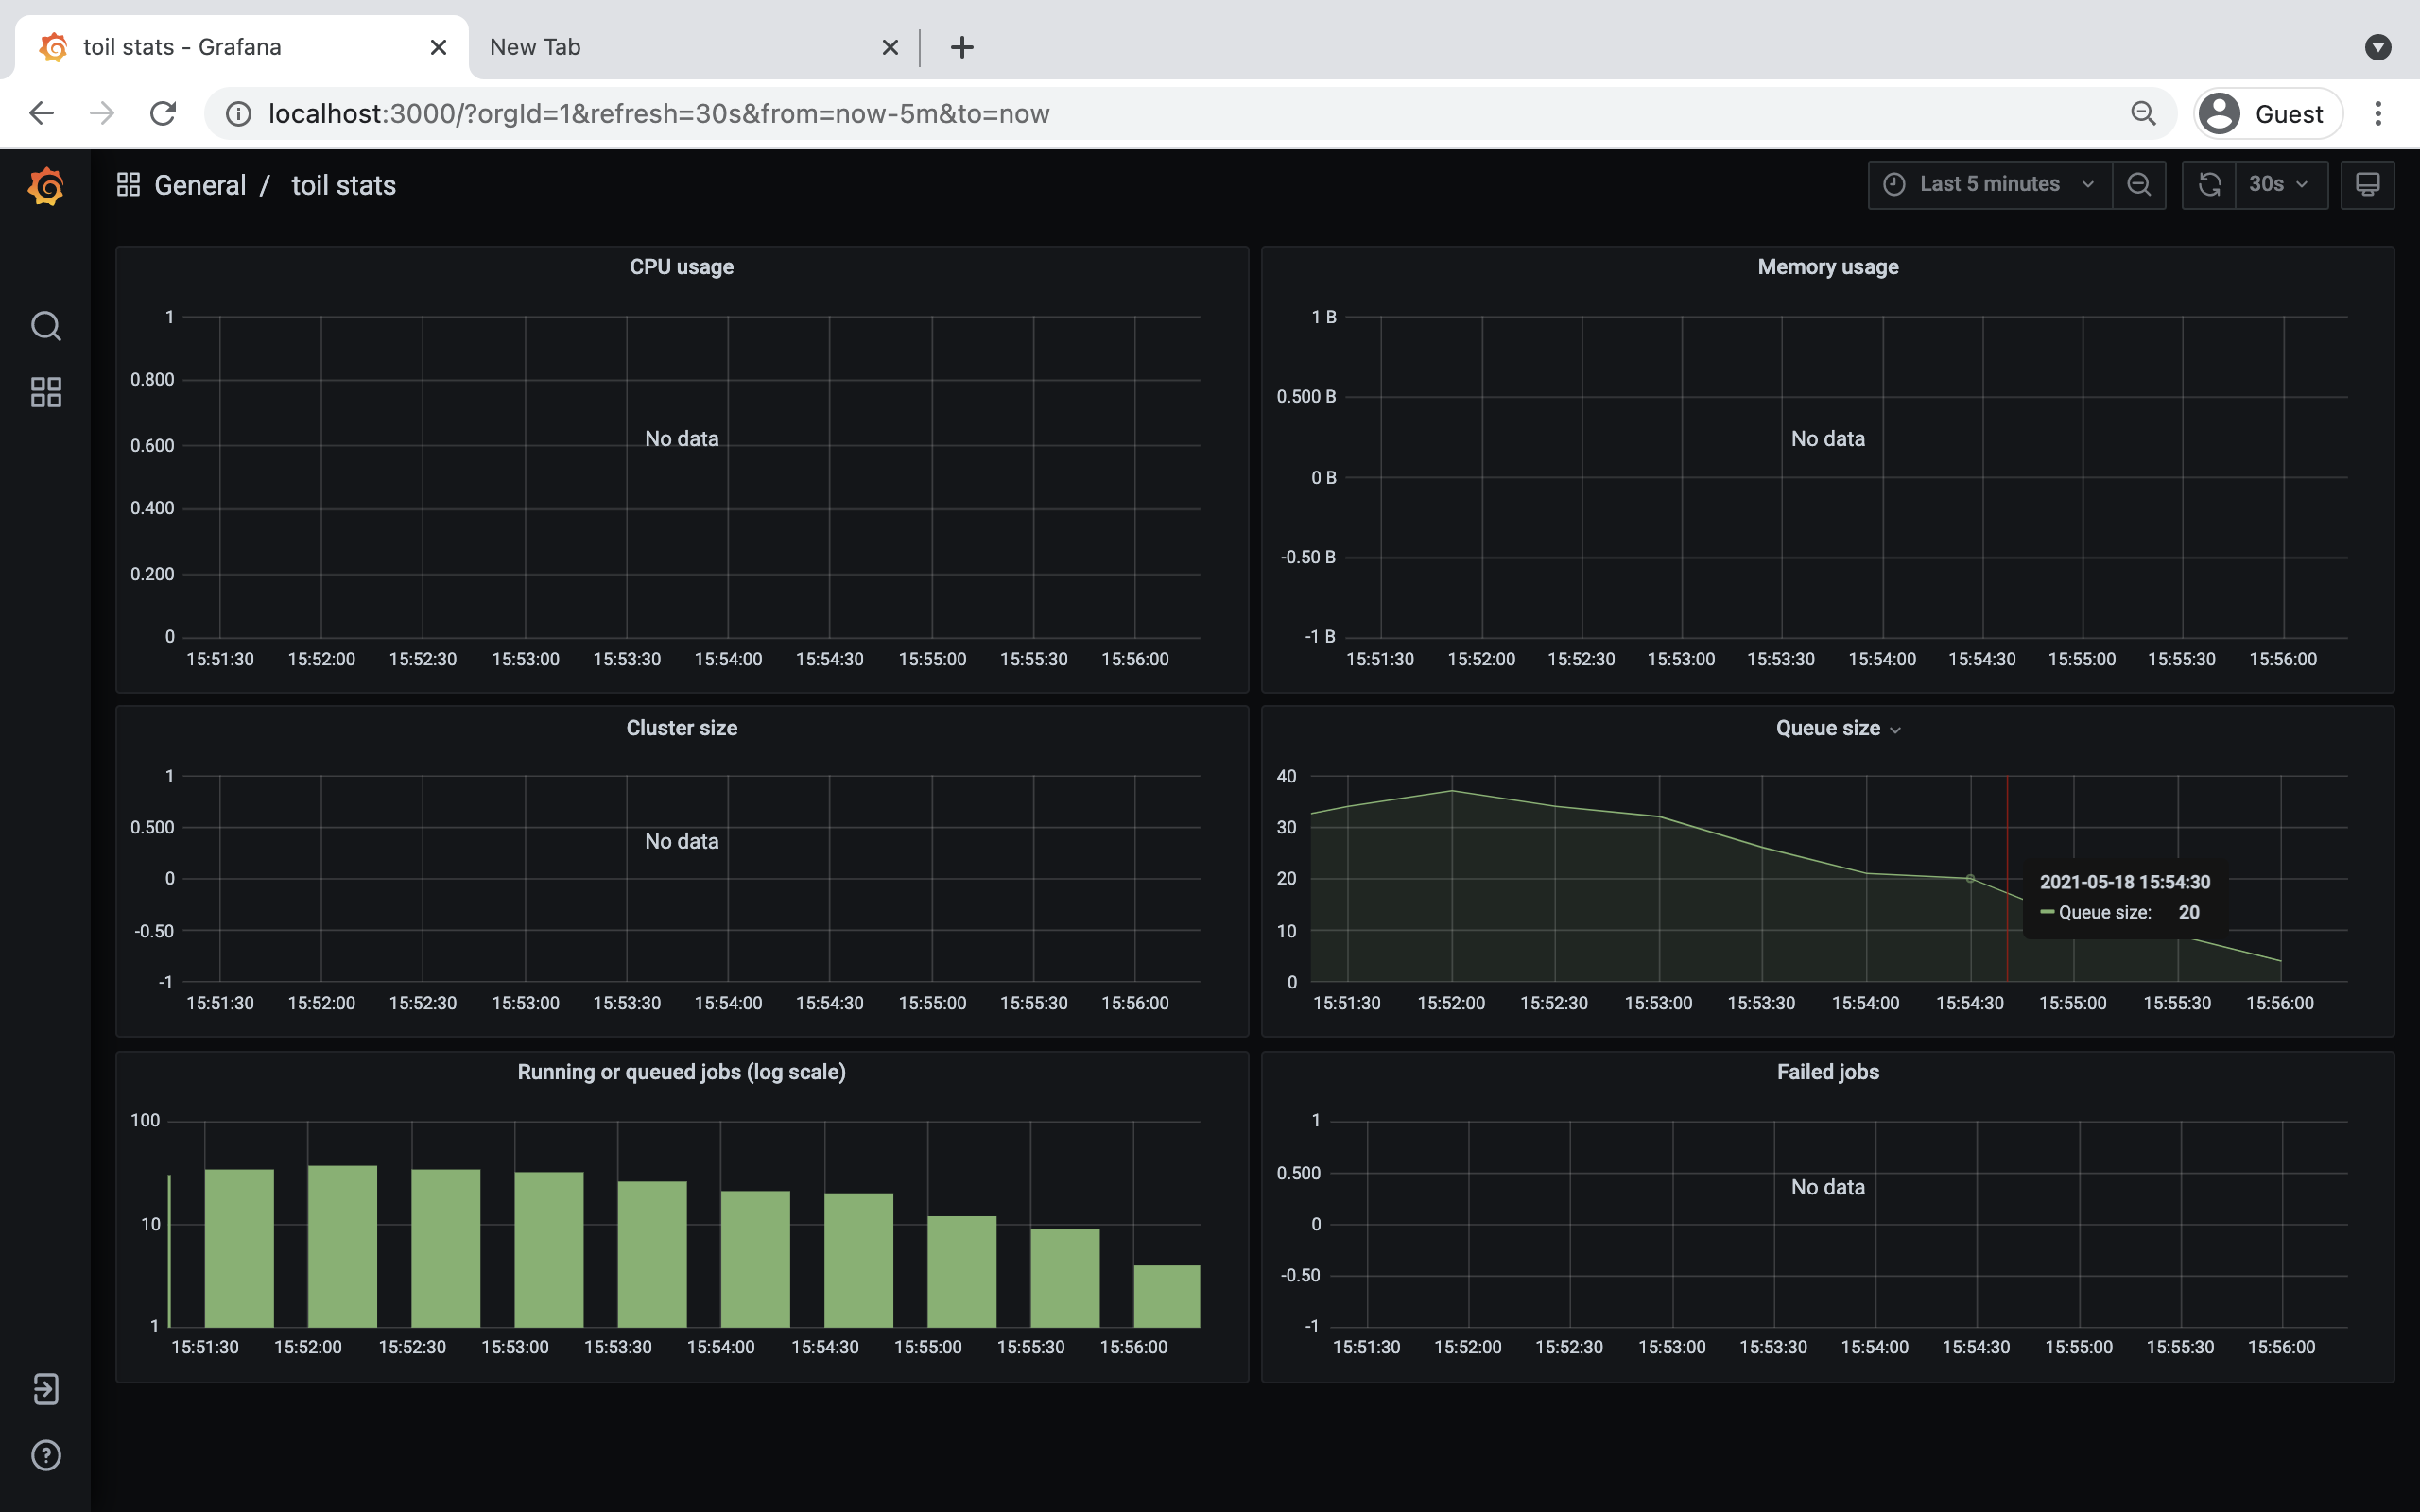 toil stats - Grafana
New Tab
localhost:3000/?orgId=1&refresh=30s&from=now-5m&to=now
Guest
General / toil stats
Last 5 minutes
30s
CPU usage
1
0.800
0.600
0.400
0.200
0
No data
15:51:30 15:52:00 15:52:30 15:53:00 15:53:30 15:54:00 15:54:30 15:55:00 15:55:30 15:56:00
Memory usage
1 B
0.500 B
0 B
-0.50 B
-1 B
No data
15:51:30 15:52:00 15:52:30 15:53:00 15:53:30 15:54:00 15:54:30 15:55:00 15:55:30 15:56:00
Cluster size
1
0.500
0
-0.50
-1
No data
15:51:30 15:52:00 15:52:30 15:53:00 15:53:30 15:54:00 15:54:30 15:55:00 15:55:30 15:56:00
Queue size
40
30
20
10
0
2021-05-18 15:54:30
Queue size: 20
15:51:30 15:52:00 15:52:30 15:53:00 15:53:30 15:54:00 15:54:30 15:55:00 15:55:30 15:56:00
Running or queued jobs (log scale)
100
10
1
15:51:30 15:52:00 15:52:30 15:53:00 15:53:30 15:54:00 15:54:30 15:55:00 15:55:30 15:56:00
Failed jobs
1
0.500
0
-0.50
-1
No data
15:51:30 15:52:00 15:52:30 15:53:00 15:53:30 15:54:00 15:54:30 15:55:00 15:55:30 15:56:00